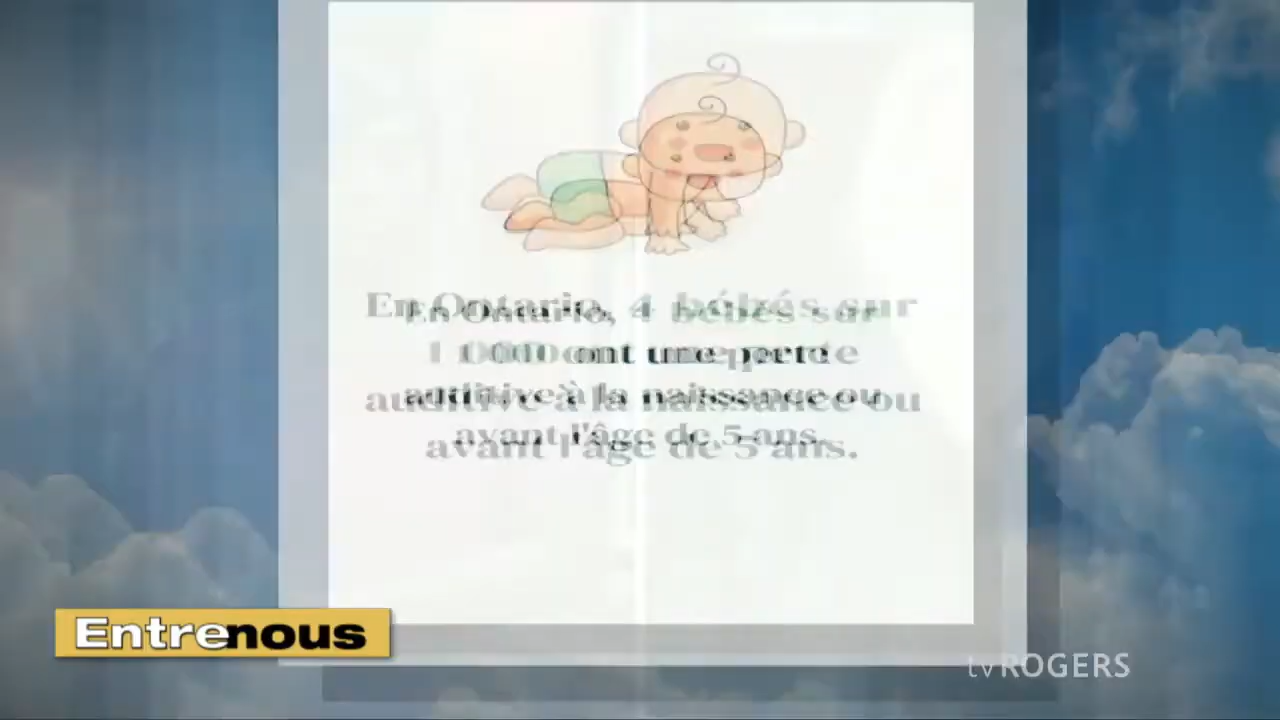 En Ontario, 4 bébés sur
1 000 ont une perte
auditive à la naissance ou
avant l'âge de 5 ans.
Entrenous
tvROGERS